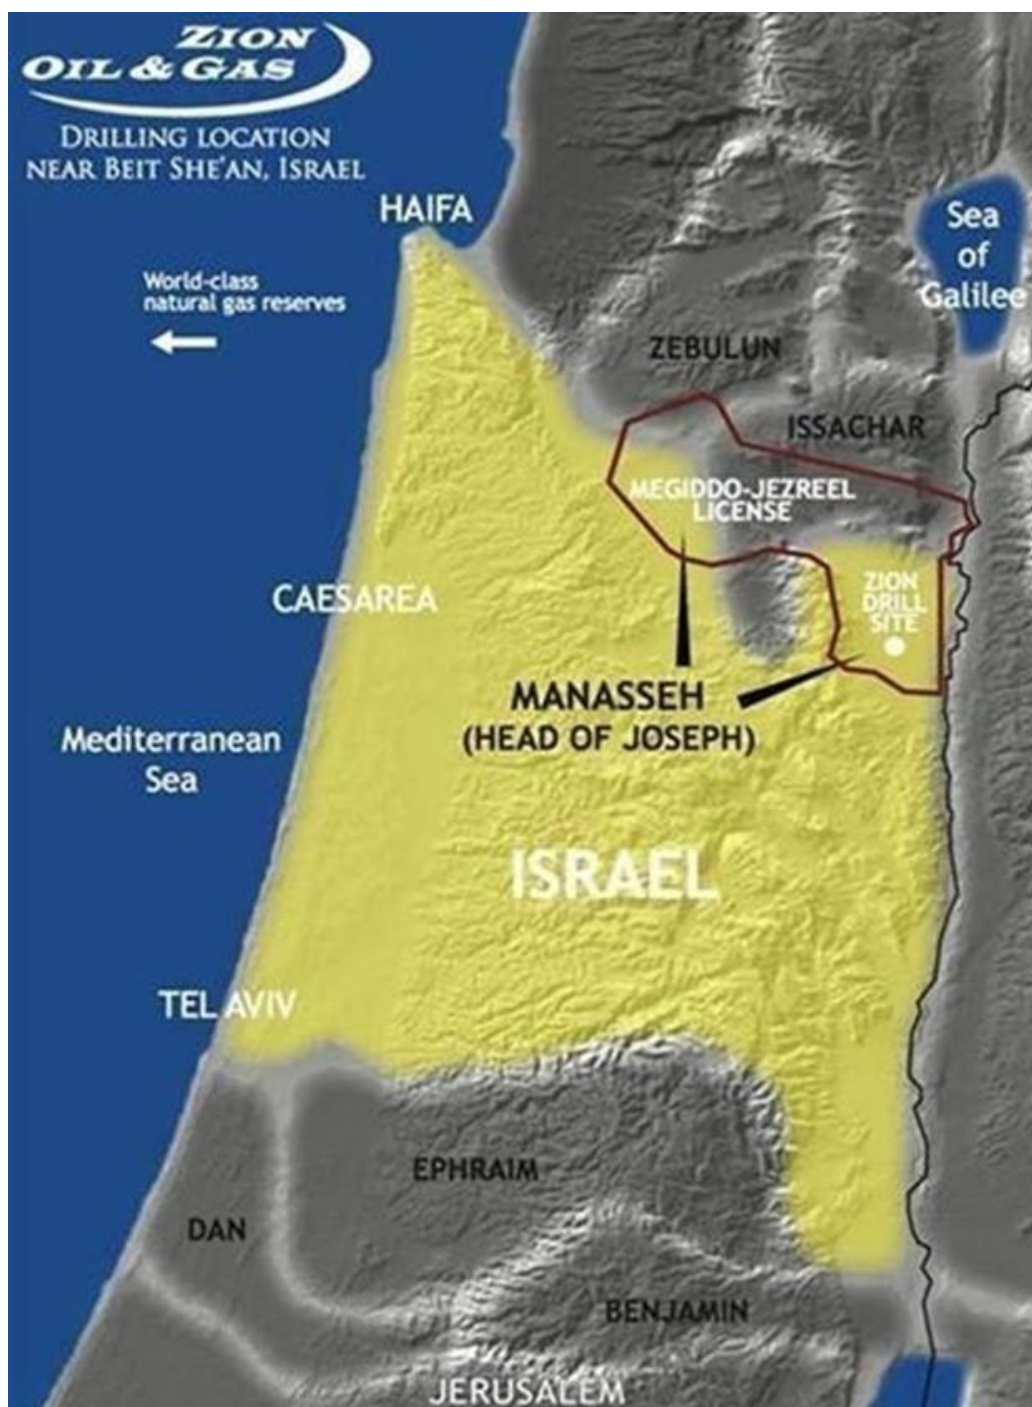 ZION
OIL & GAS
DRILLING LOCATION
NEAR BEIT SHE'AN, ISRAEL
HAIFA
World-class
natural gas reserves
Sea
of
Galilee
ZEBULUN
ISSACHAR
MEGIDDO-JEZREEL
LICENSE
ZION
DRILL
SITE
CAESAREA
MANASSEH
(HEAD OF JOSEPH)
Mediterranean
Sea
ISRAEL
TEL AVIV
EPHRAIM
DAN
BENJAMIN
JERUSALEM